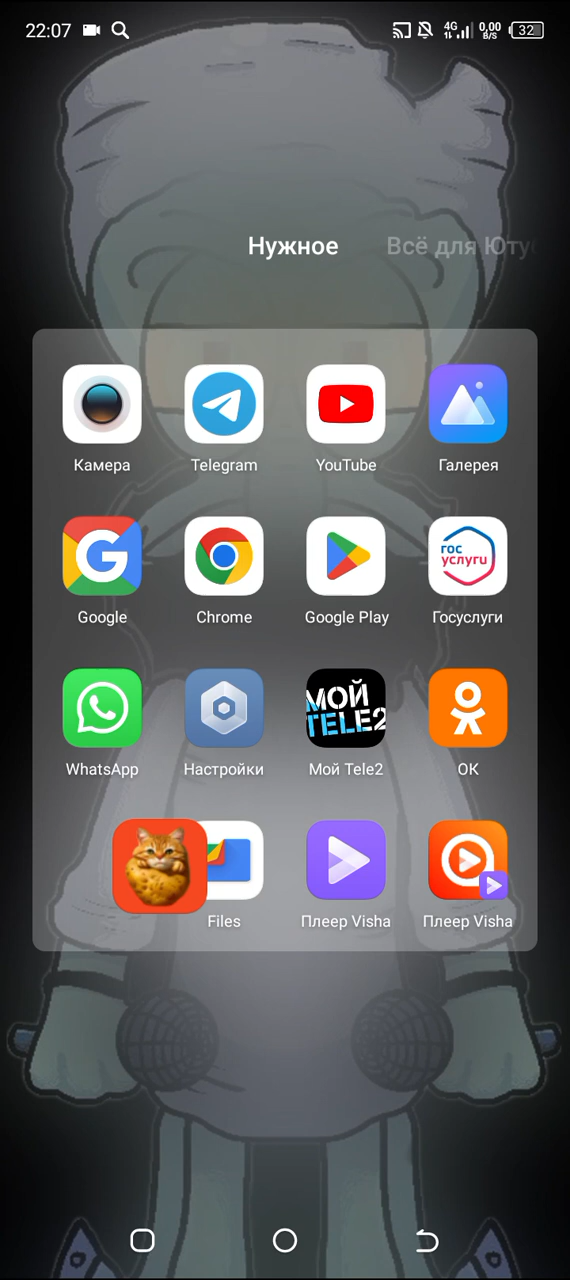 22:07
4G
0,00
B/S
32
Нужное
Всё для Юту
Камера
Telegram
YouTube
Галерея
G
гос
услуги
Google
Chrome
Google Play
Госуслуги
МОЙ
TELE2
WhatsApp
Настройки
Мой Tele2
ОК
Files
Плеер Visha
Плеер Visha